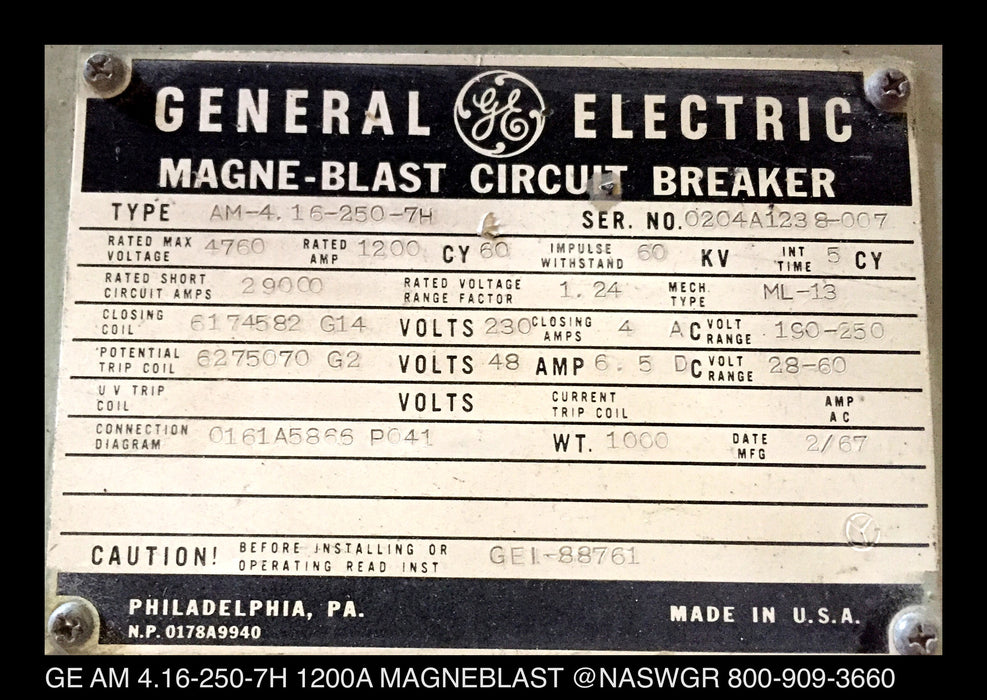 GENERAL GE ELECTRIC
MAGNE-BLAST CIRCUIT BREAKER
TYPE AM-4.16-250-7H SER. NO. 0204A1238-007
RATED MAX VOLTAGE 4760 RATED AMP 1200 CY 60 IMPULSE WITHSTAND 60 KV INT TIME 5 CY
RATED SHORT CIRCUIT AMPS 29000 RATED VOLTAGE RANGE FACTOR 1.24 MECH. TYPE ML-13
CLOSING COIL 6174582 G14 VOLTS 230 CLOSING AMPS 4 AC VOLT RANGE 190-250
POTENTIAL TRIP COIL 6275070 G2 VOLTS 48 AMP 6.5 DC VOLT RANGE 28-60
UV TRIP COIL VOLTS CURRENT TRIP COIL AMP AC
CONNECTION DIAGRAM 0161A5866 P041 WT. 1000 DATE MFG 2/67
CAUTION! BEFORE INSTALLING OR OPERATING READ INST GEI-88761
PHILADELPHIA, PA. MADE IN U.S.A.
N.P. 0178A9940
GE AM 4.16-250-7H 1200A MAGNEBLAST @NASWGR 800-909-3660